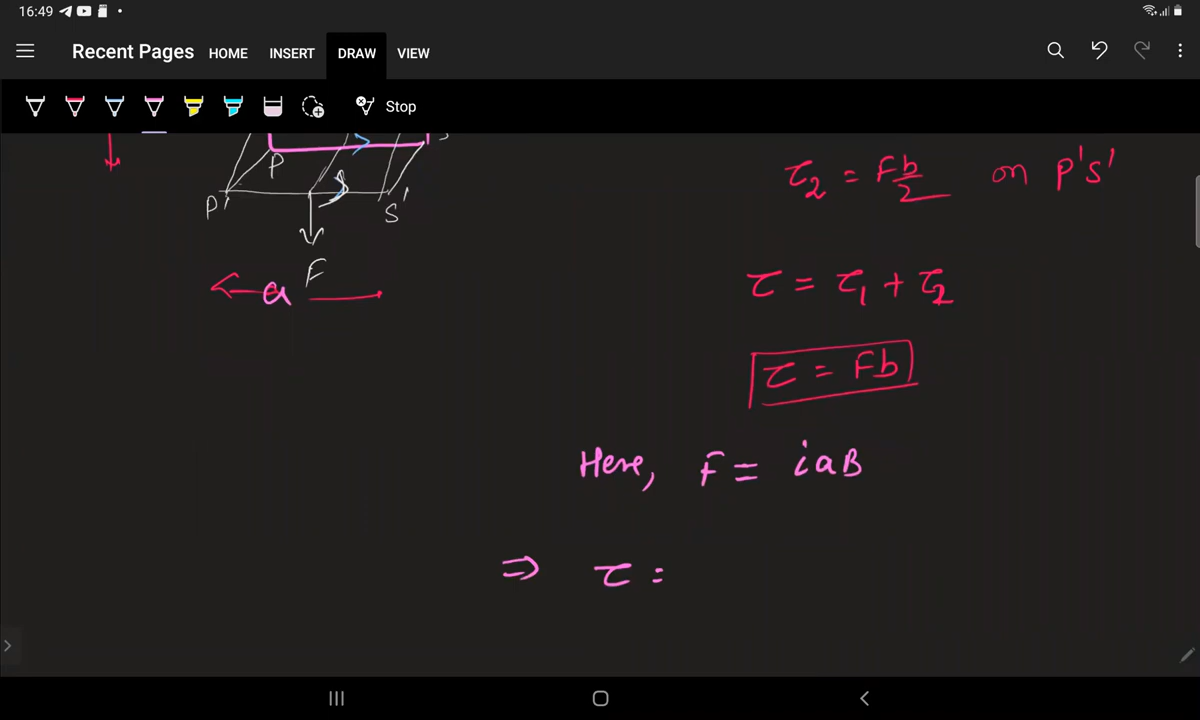 16:49
Recent Pages HOME INSERT DRAW VIEW
Stop
P
P'
S'
F
a
τ₂ = Fb/2 on P'S'
τ = τ₁ + τ₂
τ = Fb
Here, F = iaB
⇒ τ =